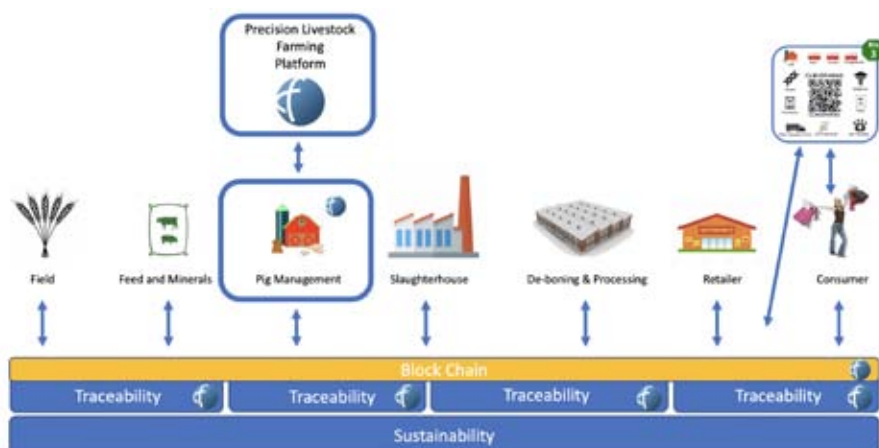 Precision Livestock
Farming
Platform
Field
Feed and Minerals
Pig Management
Slaughterhouse
De-boning & Processing
Retailer
Consumer
Block Chain
Traceability
Traceability
Traceability
Traceability
Sustainability